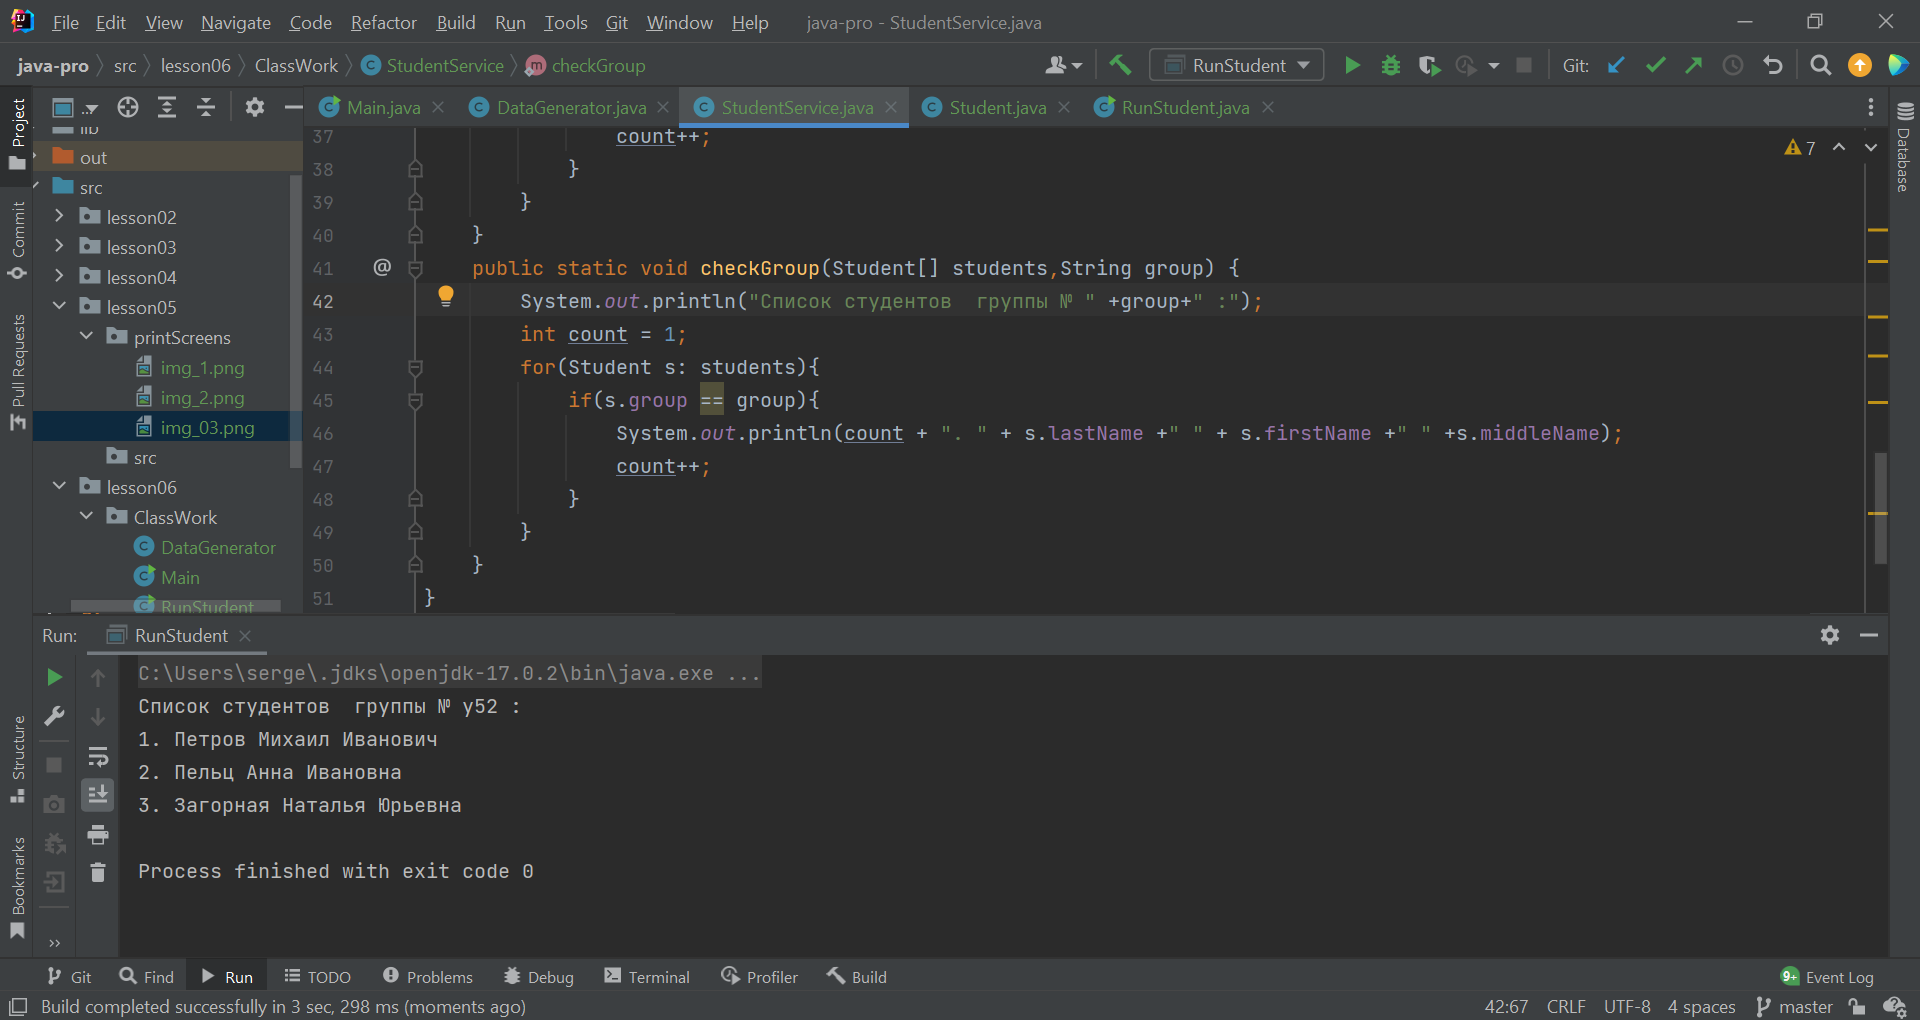 File Edit View Navigate Code Refactor Build Run Tools Git Window Help java-pro - StudentService.java
java-pro src lesson06 ClassWork StudentService checkGroup RunStudent Git:
Main.java DataGenerator.java StudentService.java Student.java RunStudent.java
Project
Commit
Pull Requests
Structure
Bookmarks
Database
lib
out
src
lesson02
lesson03
lesson04
lesson05
printScreens
img_1.png
img_2.png
img_03.png
src
lesson06
ClassWork
DataGenerator
Main
RunStudent
7
37 count++;
38 }
39 }
40 }
41 @ public static void checkGroup(Student[] students,String group) {
42 System.out.println("Список студентов  группы № " +group+" :");
43 int count = 1;
44 for(Student s: students){
45 if(s.group == group){
46 System.out.println(count + ". " + s.lastName +" " + s.firstName +" " +s.middleName);
47 count++;
48 }
49 }
50 }
51 }
Run: RunStudent
C:\Users\serge\.jdks\openjdk-17.0.2\bin\java.exe ...
Список студентов  группы № у52 :
1. Петров Михаил Иванович
2. Пельц Анна Ивановна
3. Загорная Наталья Юрьевна
Process finished with exit code 0
Git Find Run TODO Problems Debug Terminal Profiler Build 9+ Event Log
Build completed successfully in 3 sec, 298 ms (moments ago) 42:67 CRLF UTF-8 4 spaces master